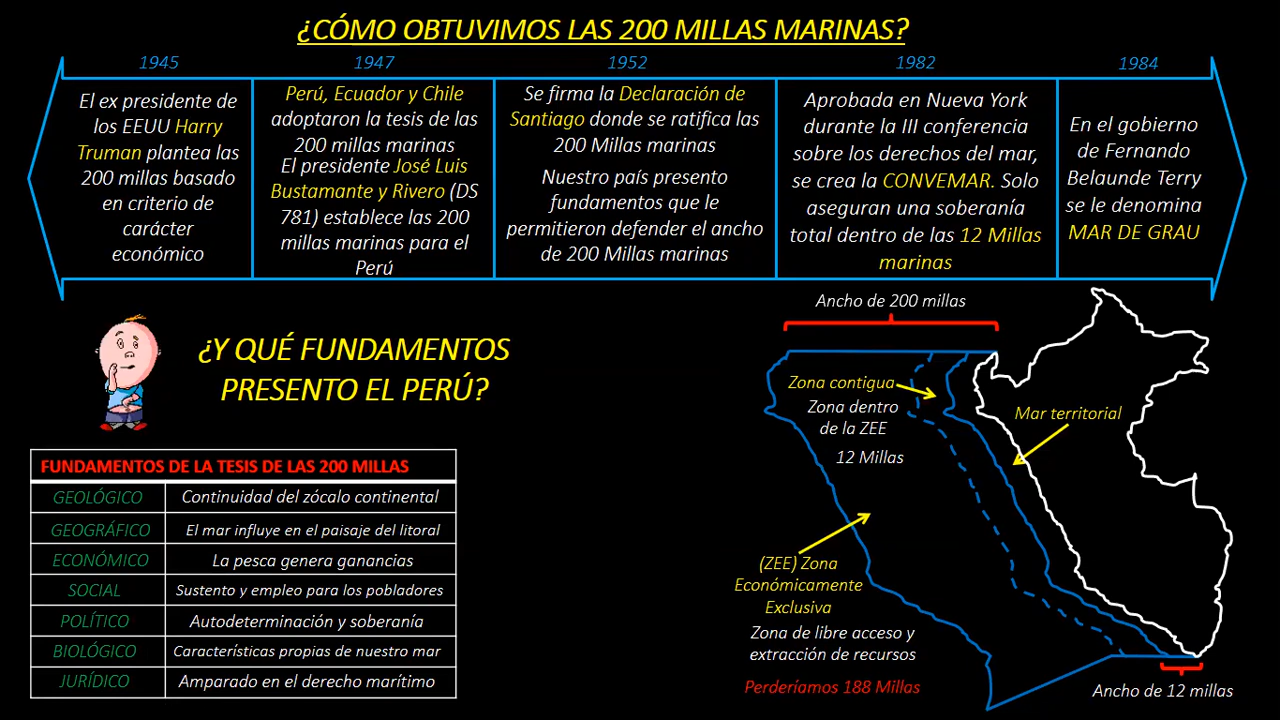 ¿CÓMO OBTUVIMOS LAS 200 MILLAS MARINAS?
1945
1947
1952
1982
1984
El ex presidente de
los EEUU Harry
Truman plantea las
200 millas basado
en criterio de
carácter
económico
Perú, Ecuador y Chile
adoptaron la tesis de las
200 millas marinas
El presidente José Luis
Bustamante y Rivero (DS
781) establece las 200
millas marinas para el
Perú
Se firma la Declaración de
Santiago donde se ratifica las
200 Millas marinas
Nuestro país presento
fundamentos que le
permitieron defender el ancho
de 200 Millas marinas
Aprobada en Nueva York
durante la III conferencia
sobre los derechos del mar,
se crea la CONVEMAR. Solo
aseguran una soberanía
total dentro de las 12 Millas
marinas
En el gobierno
de Fernando
Belaunde Terry
se le denomina
MAR DE GRAU
¿Y QUÉ FUNDAMENTOS
PRESENTO EL PERÚ?
FUNDAMENTOS DE LA TESIS DE LAS 200 MILLAS
GEOLÓGICO Continuidad del zócalo continental
GEOGRÁFICO El mar influye en el paisaje del litoral
ECONÓMICO La pesca genera ganancias
SOCIAL Sustento y empleo para los pobladores
POLÍTICO Autodeterminación y soberanía
BIOLÓGICO Características propias de nuestro mar
JURÍDICO Amparado en el derecho marítimo
Ancho de 200 millas
Zona contigua
Zona dentro
de la ZEE
12 Millas
Mar territorial
(ZEE) Zona
Económicamente
Exclusiva
Zona de libre acceso y
extracción de recursos
Perderíamos 188 Millas
Ancho de 12 millas